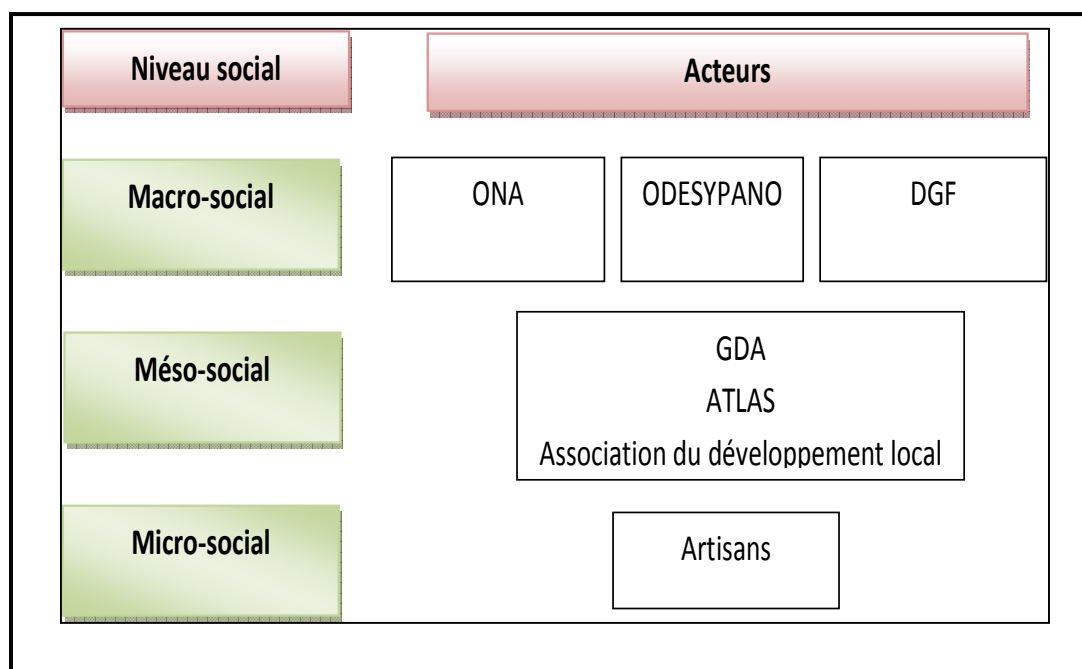 Niveau social
Acteurs
Macro-social
ONA
ODESYPANO
DGF
Méso-social
GDA
ATLAS
Association du développement local
Micro-social
Artisans